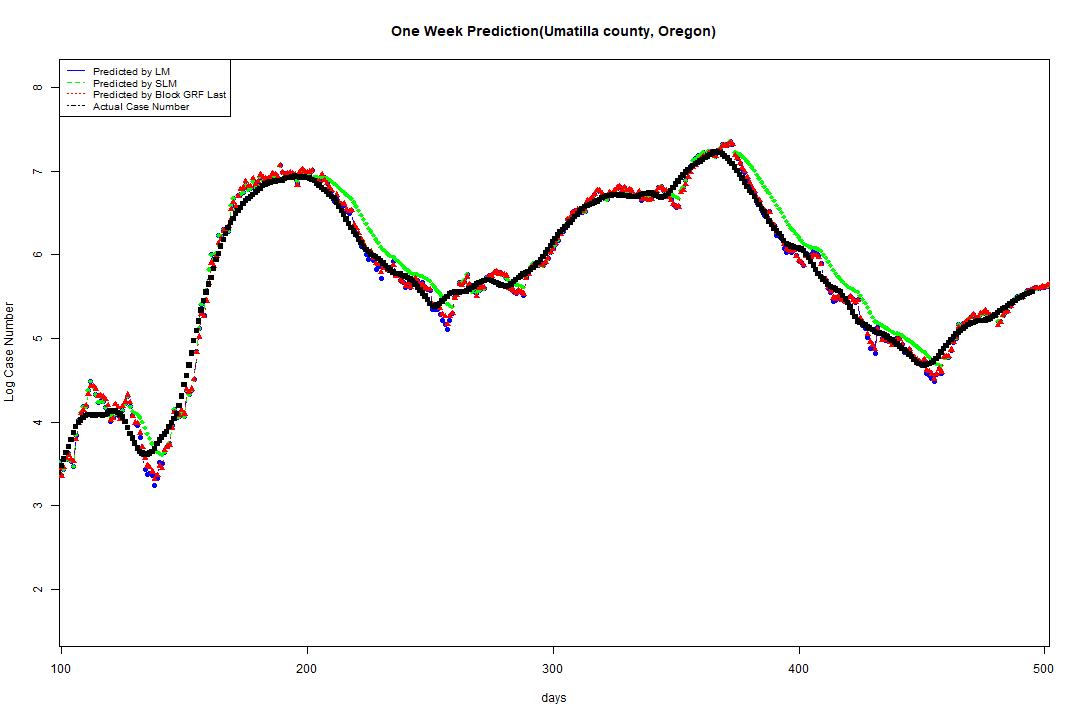 One Week Prediction(Umatilla county, Oregon)
Predicted by LM
Predicted by SLM
Predicted by Block GRF Last
Actual Case Number
8
7
6
5
4
3
2
Log Case Number
100 200 300 400 500
days